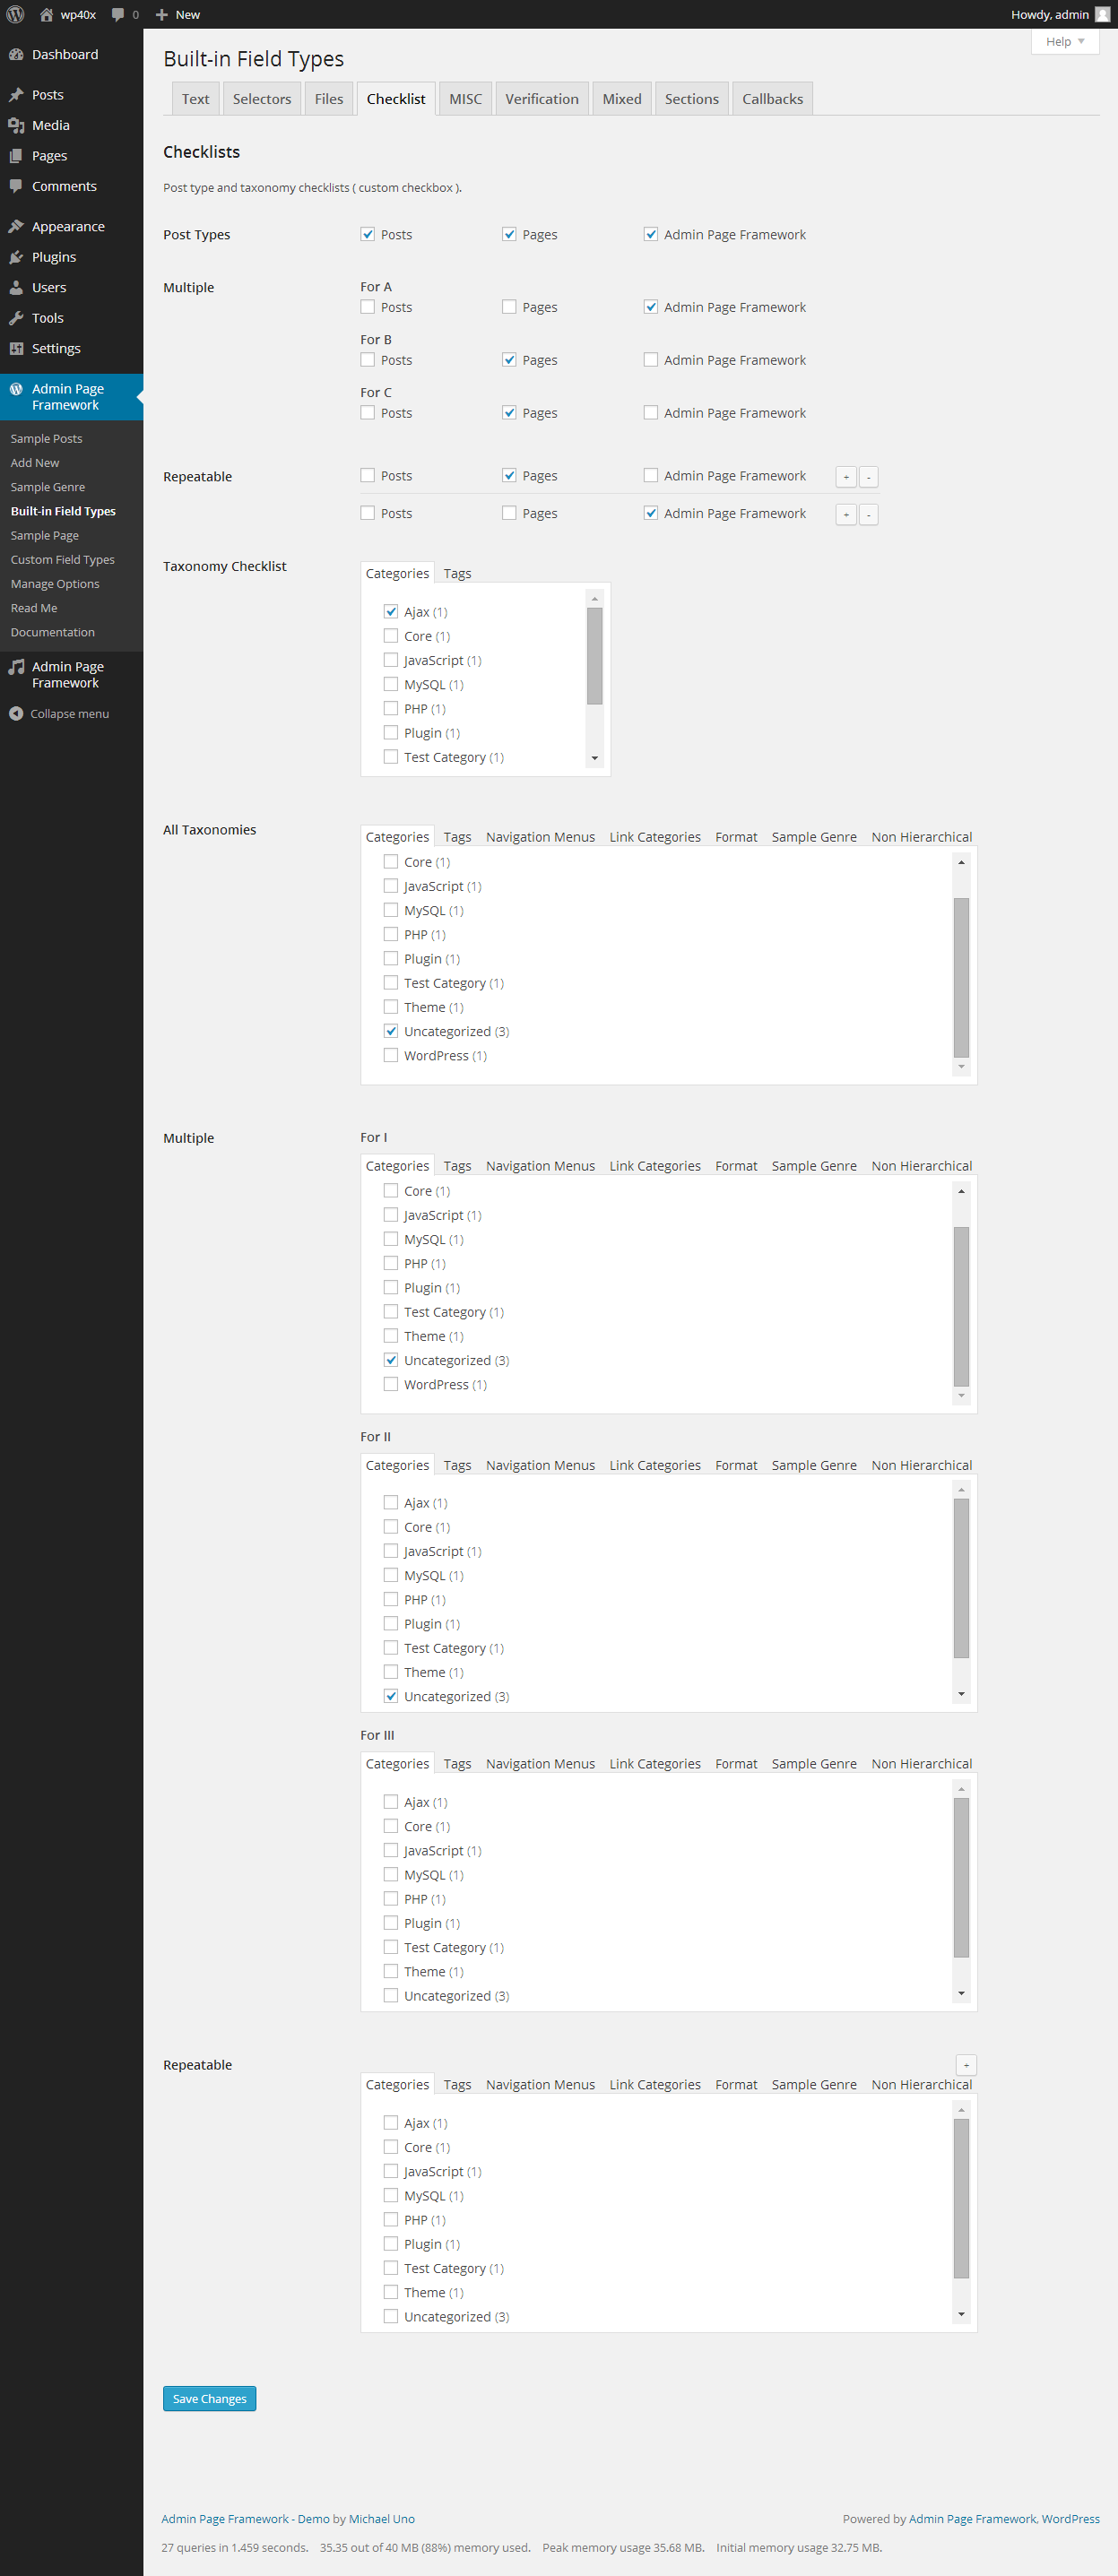 wp40x 0 + New Howdy, admin
Help
Dashboard
Posts
Media
Pages
Comments
Appearance
Plugins
Users
Tools
Settings
Admin Page
Framework
Sample Posts
Add New
Sample Genre
Built-in Field Types
Sample Page
Custom Field Types
Manage Options
Read Me
Documentation
Admin Page
Framework
Collapse menu
Built-in Field Types
Text Selectors Files Checklist MISC Verification Mixed Sections Callbacks
Checklists
Post type and taxonomy checklists ( custom checkbox ).
Post Types Posts Pages Admin Page Framework
Multiple For A
Posts Pages Admin Page Framework
For B
Posts Pages Admin Page Framework
For C
Posts Pages Admin Page Framework
Repeatable Posts Pages Admin Page Framework + -
Posts Pages Admin Page Framework + -
Taxonomy Checklist Categories Tags
Ajax (1)
Core (1)
JavaScript (1)
MySQL (1)
PHP (1)
Plugin (1)
Test Category (1)
All Taxonomies Categories Tags Navigation Menus Link Categories Format Sample Genre Non Hierarchical
Core (1)
JavaScript (1)
MySQL (1)
PHP (1)
Plugin (1)
Test Category (1)
Theme (1)
Uncategorized (3)
WordPress (1)
Multiple For I
Categories Tags Navigation Menus Link Categories Format Sample Genre Non Hierarchical
Core (1)
JavaScript (1)
MySQL (1)
PHP (1)
Plugin (1)
Test Category (1)
Theme (1)
Uncategorized (3)
WordPress (1)
For II
Categories Tags Navigation Menus Link Categories Format Sample Genre Non Hierarchical
Ajax (1)
Core (1)
JavaScript (1)
MySQL (1)
PHP (1)
Plugin (1)
Test Category (1)
Theme (1)
Uncategorized (3)
For III
Categories Tags Navigation Menus Link Categories Format Sample Genre Non Hierarchical
Ajax (1)
Core (1)
JavaScript (1)
MySQL (1)
PHP (1)
Plugin (1)
Test Category (1)
Theme (1)
Uncategorized (3)
Repeatable +
Categories Tags Navigation Menus Link Categories Format Sample Genre Non Hierarchical
Ajax (1)
Core (1)
JavaScript (1)
MySQL (1)
PHP (1)
Plugin (1)
Test Category (1)
Theme (1)
Uncategorized (3)
Save Changes
Admin Page Framework - Demo by Michael Uno Powered by Admin Page Framework, WordPress
27 queries in 1.459 seconds. 35.35 out of 40 MB (88%) memory used. Peak memory usage 35.68 MB. Initial memory usage 32.75 MB.